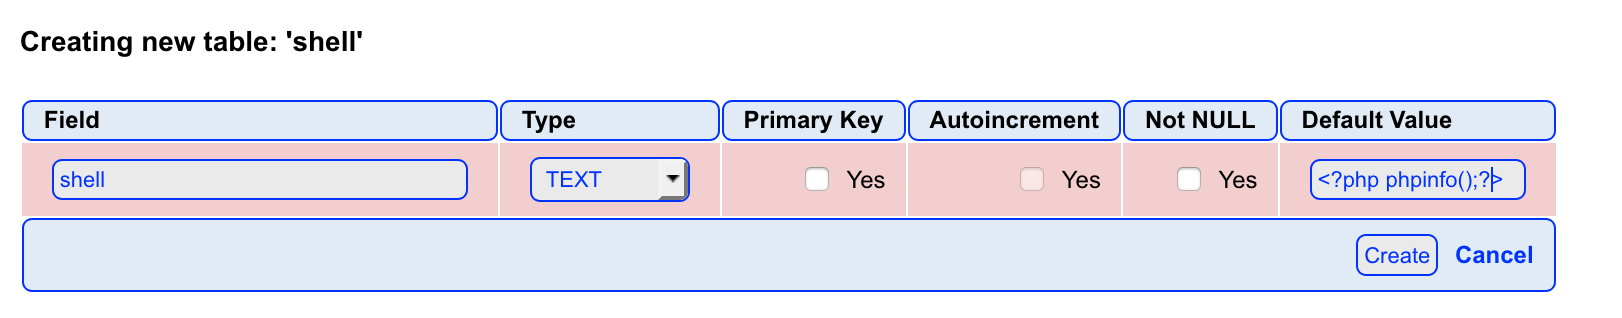 Creating new table: 'shell'
Field Type Primary Key Autoincrement Not NULL Default Value
shell TEXT Yes Yes Yes <?php phpinfo();?>
Create Cancel